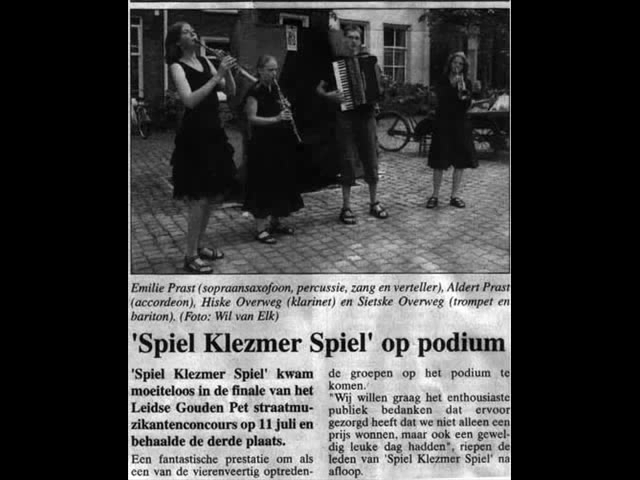 Emilie Prast (sopraansaxofoon, percussie, zang en verteller), Aldert Prast
(accordeon), Hiske Overweg (klarinet) en Sietske Overweg (trompet en
bariton). (Foto: Wil van Elk)
'Spiel Klezmer Spiel' op podium
'Spiel Klezmer Spiel' kwam
moeiteloos in de finale van het
Leidse Gouden Pet straatmu-
zikantenconcours op 11 juli en
behaalde de derde plaats.
Een fantastische prestatie om als
een van de vierenveertig optreden-
de groepen op het podium te
komen.
"Wij willen graag het enthousiaste
publiek bedanken dat ervoor
gezorgd heeft dat we niet alleen een
prijs wonnen, maar ook een gewel-
dig leuke dag hadden", riepen de
leden van 'Spiel Klezmer Spiel' na
afloop.